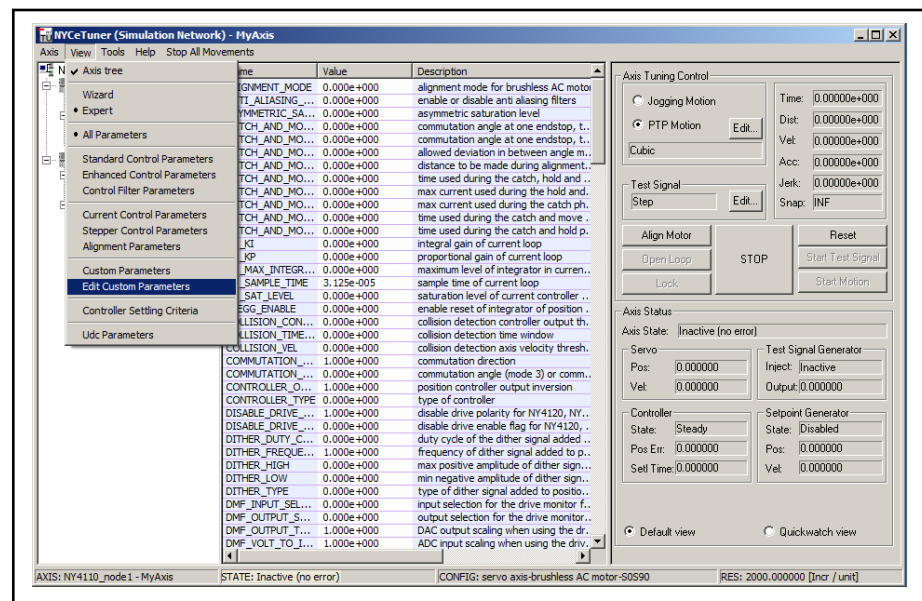 NYCeTuner (Simulation Network) - MyAxis
Axis View Tools Help Stop All Movements
Axis tree
Wizard
Expert
All Parameters
Standard Control Parameters
Enhanced Control Parameters
Control Filter Parameters
Current Control Parameters
Stepper Control Parameters
Alignment Parameters
Custom Parameters
Edit Custom Parameters
Controller Settling Criteria
Udc Parameters
N
me Value Description
IGNMENT_MODE 0.000e+000 alignment mode for brushless AC motor
TI_ALIASING_... 0.000e+000 enable or disable anti aliasing filters
YMMETRIC_SA... 0.000e+000 asymmetric saturation level
TCH_AND_MO... 0.000e+000 commutation angle at one endstop, t...
TCH_AND_MO... 0.000e+000 commutation angle at one endstop, t...
TCH_AND_MO... 0.000e+000 allowed deviation in between angle m...
TCH_AND_MO... 0.000e+000 distance to be made during alignment...
TCH_AND_MO... 0.000e+000 time used during the catch, hold and ...
TCH_AND_MO... 0.000e+000 max current used during the hold and...
TCH_AND_MO... 0.000e+000 max current used during the catch ph...
TCH_AND_MO... 0.000e+000 time used during the catch and move ...
TCH_AND_MO... 0.000e+000 time used during the catch and hold p...
_KI 0.000e+000 integral gain of current loop
_KP 0.000e+000 proportional gain of current loop
_MAX_INTEGR... 0.000e+000 maximum level of integrator in curren...
_SAMPLE_TIME 3.125e-005 sample time of current loop
_SAT_LEVEL 0.000e+000 saturation level of current controller ...
EGG_ENABLE 0.000e+000 enable reset of integrator of position ...
LLISION_CON... 0.000e+000 collision detection controller output th...
LLISION_TIME... 0.000e+000 collision detection time window
COLLISION_VEL 0.000e+000 collision detection axis velocity thresh...
COMMUTATION_... 1.000e+000 commutation direction
COMMUTATION_... 0.000e+000 commutation angle (mode 3) or comm...
CONTROLLER_O... 1.000e+000 position controller output inversion
CONTROLLER_TYPE 0.000e+000 type of controller
DISABLE_DRIVE_... 1.000e+000 disable drive polarity for NY4120, NY...
DISABLE_DRIVE_... 0.000e+000 disable drive enable flag for NY4120, ...
DITHER_DUTY_C... 0.000e+000 duty cycle of the dither signal added ...
DITHER_FREQUE... 1.000e+000 frequency of dither signal added to p...
DITHER_HIGH 0.000e+000 max positive amplitude of dither sign...
DITHER_LOW 0.000e+000 min negative amplitude of dither sign...
DITHER_TYPE 0.000e+000 type of dither signal added to positio...
DMF_INPUT_SEL... 0.000e+000 input selection for the drive monitor f...
DMF_OUTPUT_S... 0.000e+000 output selection for the drive monitor...
DMF_OUTPUT_T... 1.000e+000 DAC output scaling when using the dr...
DMF_VOLT_TO_I... 1.000e+000 ADC input scaling when using the driv...
Axis Tuning Control
Jogging Motion
PTP Motion Edit...
Cubic
Test Signal
Step Edit...
Time: 0.00000e+000
Dist: 0.00000e+000
Vel: 0.00000e+000
Acc: 0.00000e+000
Jerk: 0.00000e+000
Snap: INF
Align Motor
Open Loop
Lock
STOP
Reset
Start Test Signal
Start Motion
Axis Status
Axis State: Inactive (no error)
Servo
Pos: 0.000000
Vel: 0.000000
Test Signal Generator
Inject: Inactive
Output: 0.000000
Controller
State: Steady
Pos Err: 0.000000
Setl Time: 0.000000
Setpoint Generator
State: Disabled
Pos: 0.000000
Vel: 0.000000
Default view Quickwatch view
AXIS: NY4110_node1 - MyAxis STATE: Inactive (no error) CONFIG: servo axis-brushless AC motor-S0S90 RES: 2000.000000 [Incr / unit]